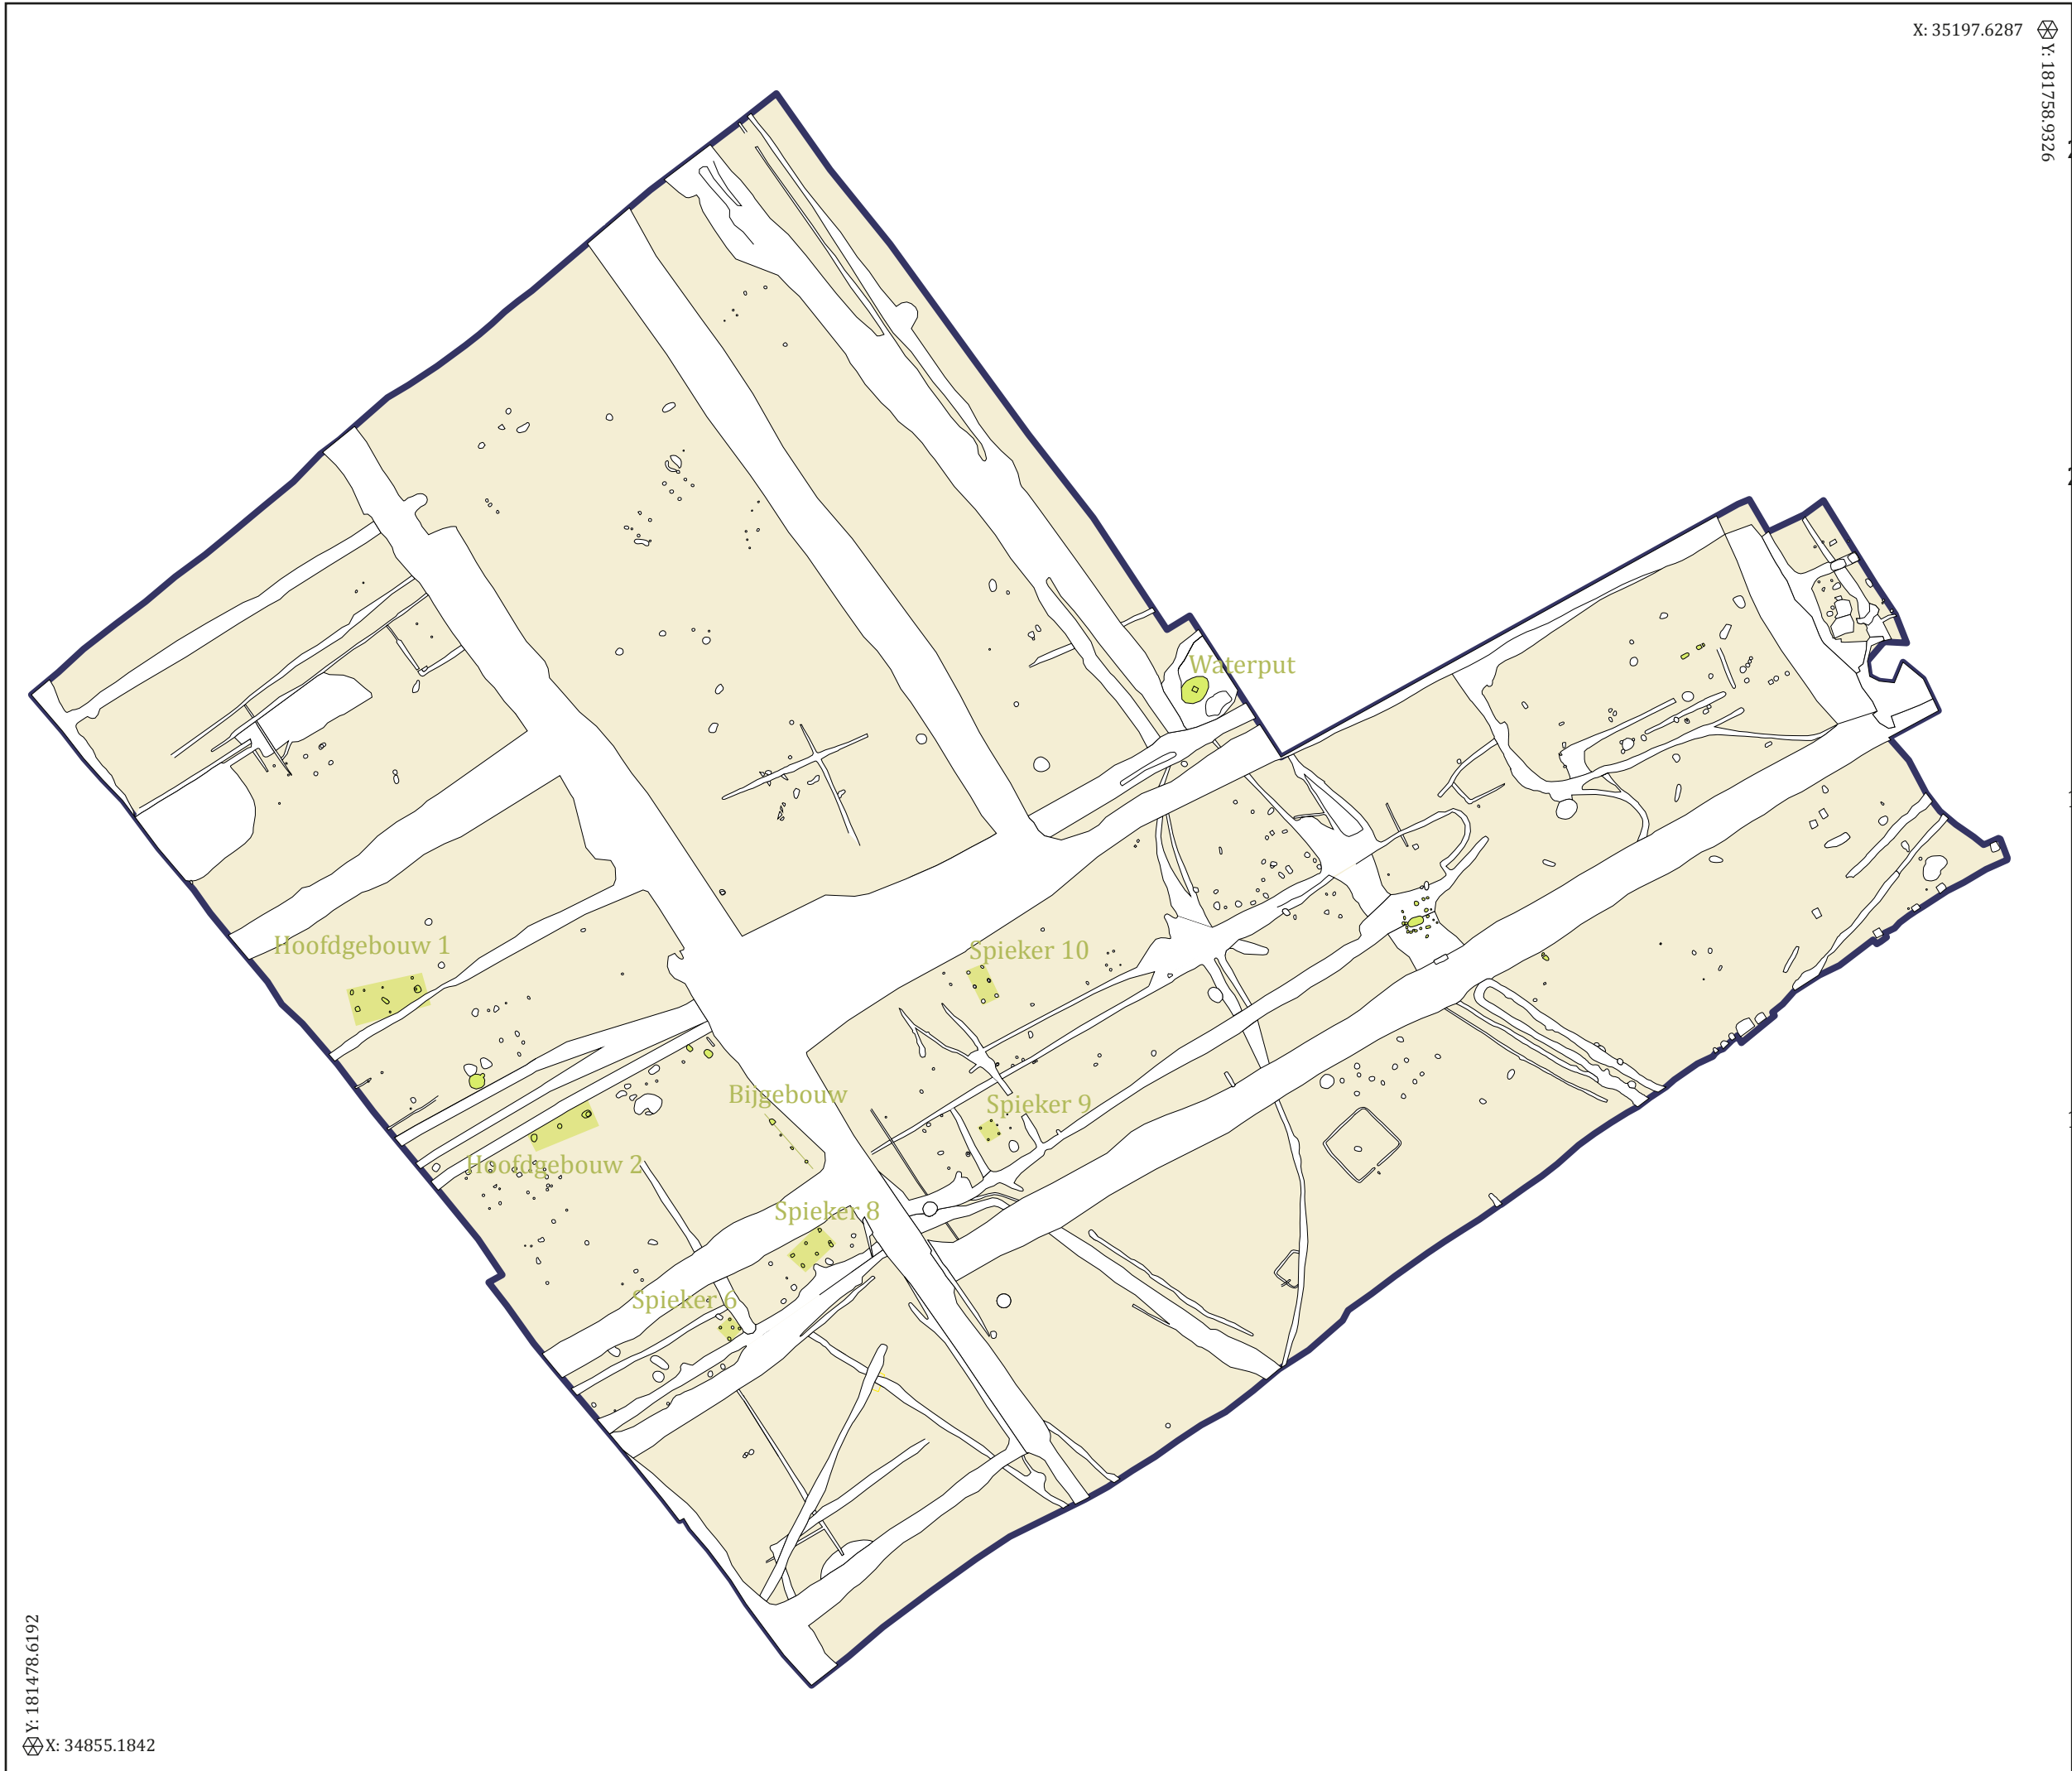 X: 35197.6287
Y: 181758.9326
Waterput
Hoofdgebouw 1
Spieker 10
Bijgebouw
Spieker 9
Hoofdgebouw 2
Spieker 8
Spieker 6
Y: 181478.6192
X: 34855.1842